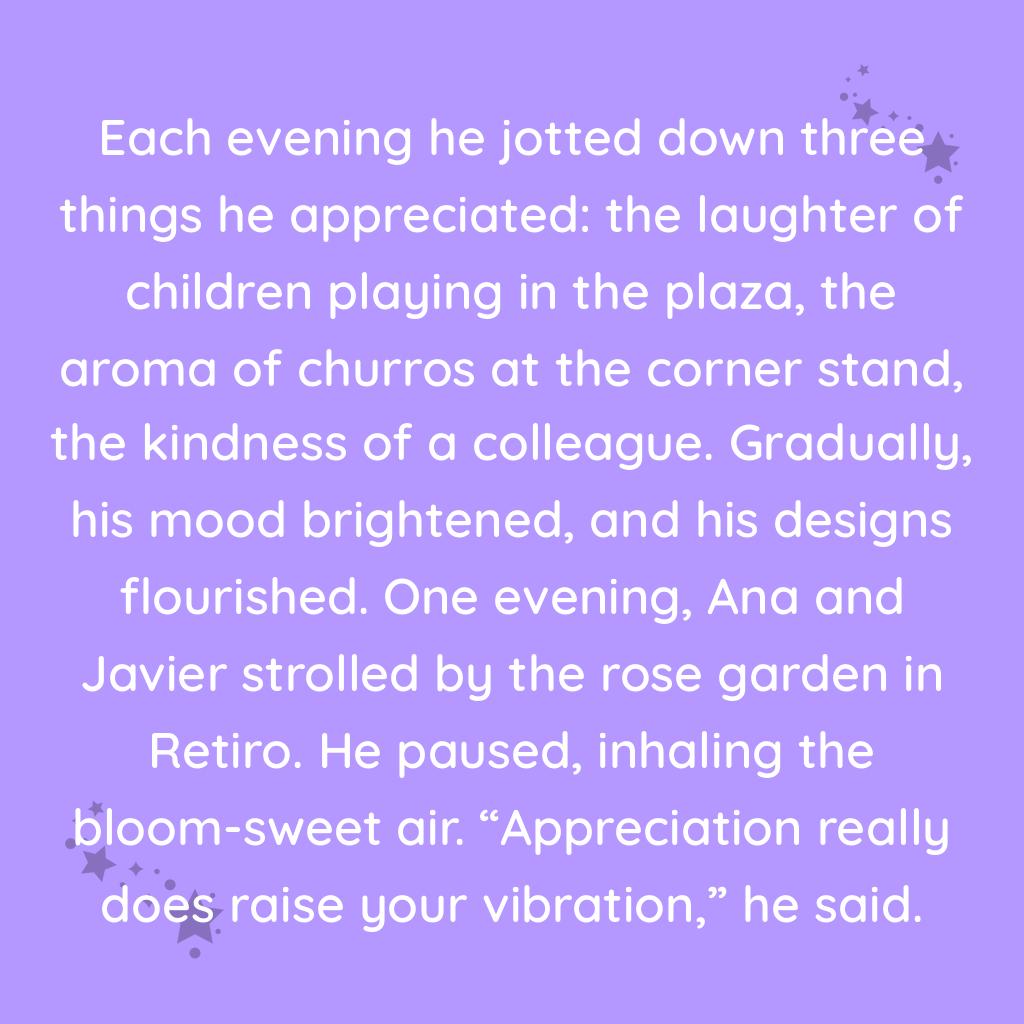 Each evening he jotted down three
things he appreciated: the laughter of
children playing in the plaza, the
aroma of churros at the corner stand,
the kindness of a colleague. Gradually,
his mood brightened, and his designs
flourished. One evening, Ana and
Javier strolled by the rose garden in
Retiro. He paused, inhaling the
bloom-sweet air. “Appreciation really
does raise your vibration,” he said.